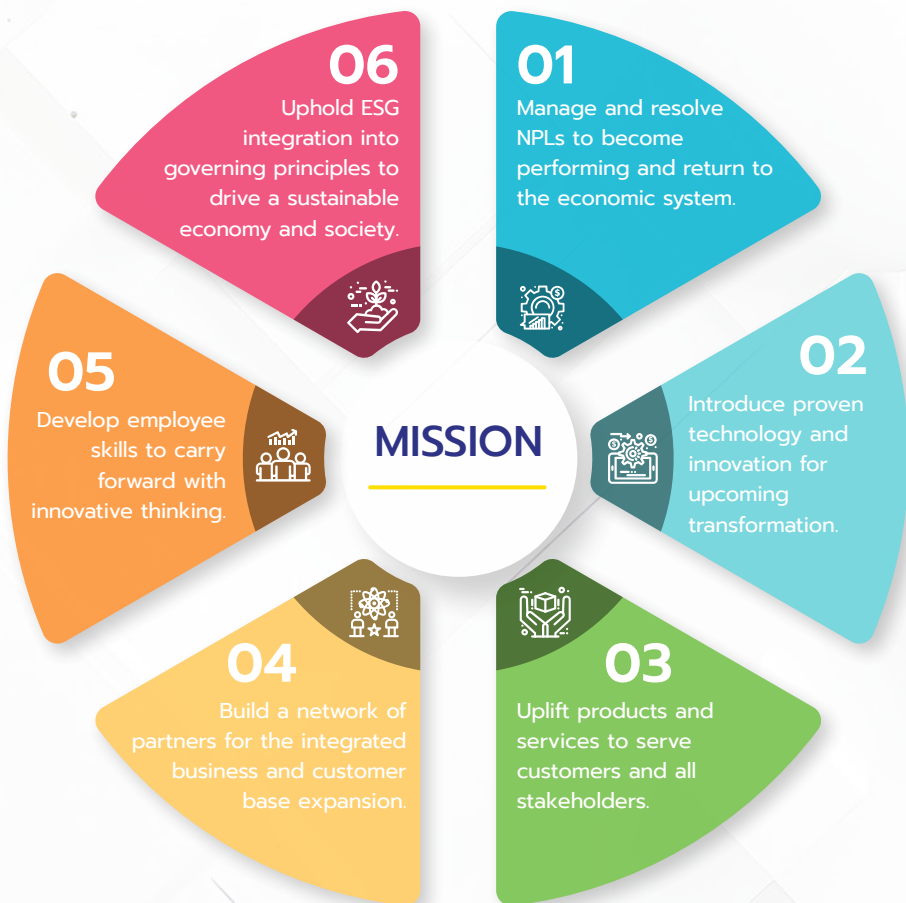 MISSION
01
Manage and resolve
NPLs to become
performing and return to
the economic system.
02
Introduce proven
technology and
innovation for
upcoming
transformation.
03
Uplift products and
services to serve
customers and all
stakeholders.
04
Build a network of
partners for the integrated
business and customer
base expansion.
05
Develop employee
skills to carry
forward with
innovative thinking.
06
Uphold ESG
integration into
governing principles to
drive a sustainable
economy and society.